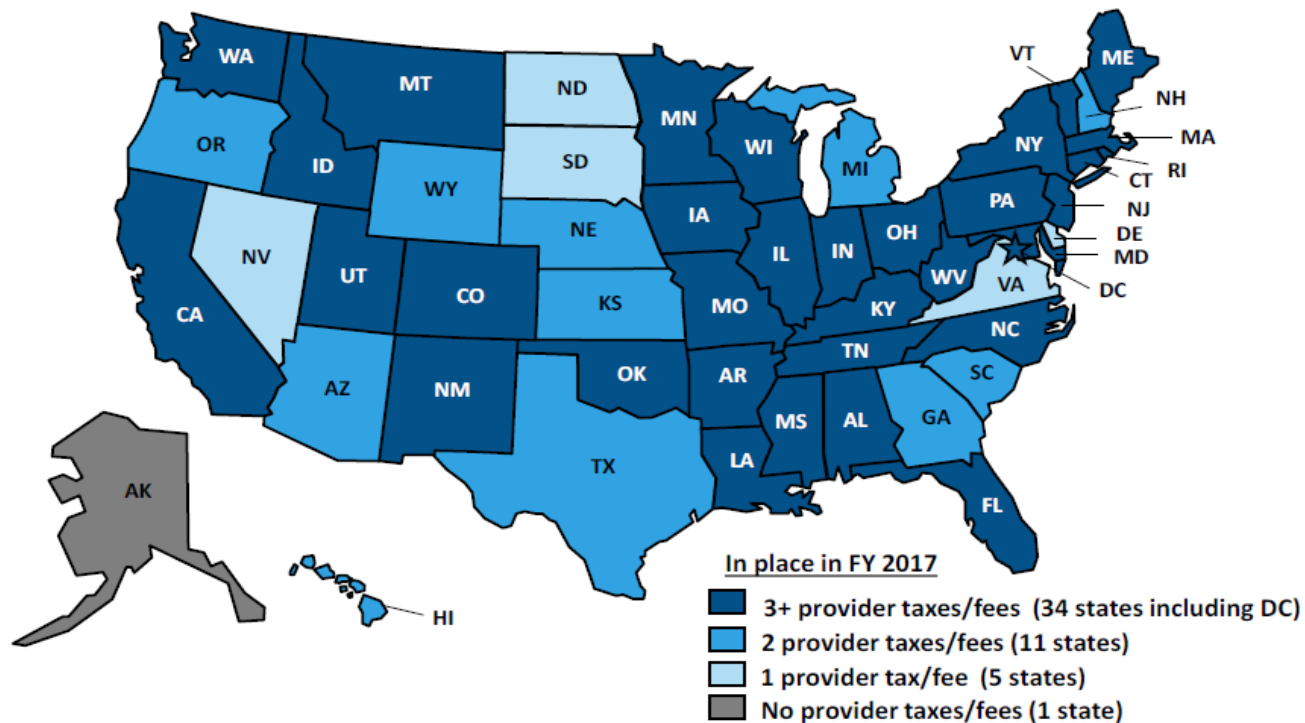 WA
MT
ND
MN
VT
ME
NH
OR
ID
SD
WI
MI
NY
MA
RI
CT
WY
IA
PA
NJ
NE
OH
DE
NV
UT
IL
IN
MD
WV
VA
DC
CO
KS
MO
KY
CA
NC
TN
AZ
NM
OK
AR
SC
MS
AL
GA
TX
LA
AK
FL
HI
In place in FY 2017
3+ provider taxes/fees (34 states including DC)
2 provider taxes/fees (11 states)
1 provider tax/fee (5 states)
No provider taxes/fees (1 state)